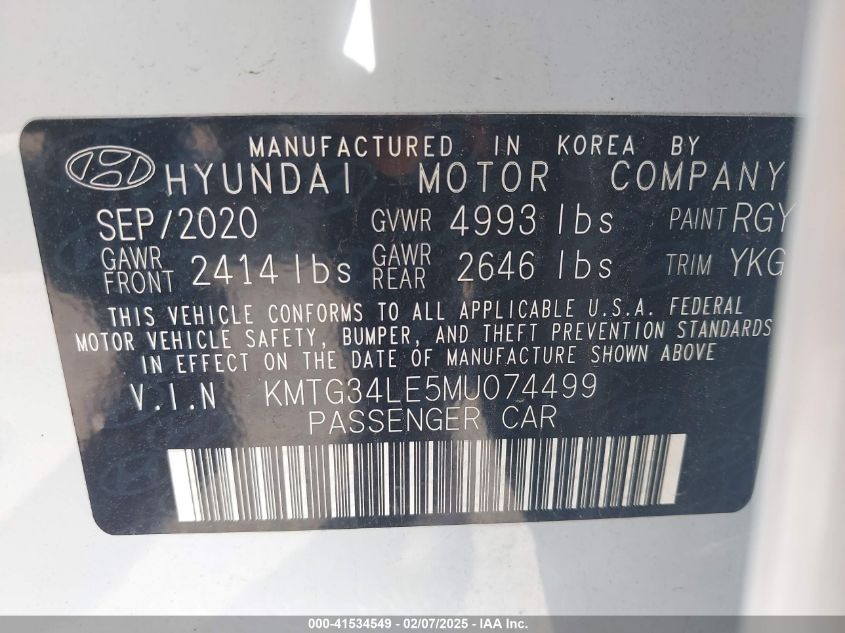 MANUFACTURED IN KOREA BY
HYUNDAI MOTOR COMPANY
SEP/2020 GVWR 4993 lbs PAINT RGY
GAWR FRONT 2414 lbs GAWR REAR 2646 lbs TRIM YKG
THIS VEHICLE CONFORMS TO ALL APPLICABLE U.S.A. FEDERAL
MOTOR VEHICLE SAFETY, BUMPER, AND THEFT PREVENTION STANDARDS
IN EFFECT ON THE DATE OF MANUFACTURE SHOWN ABOVE
V.I.N KMTG34LE5MU074499
PASSENGER CAR
000-41534549 - 02/07/2025 - IAA Inc.